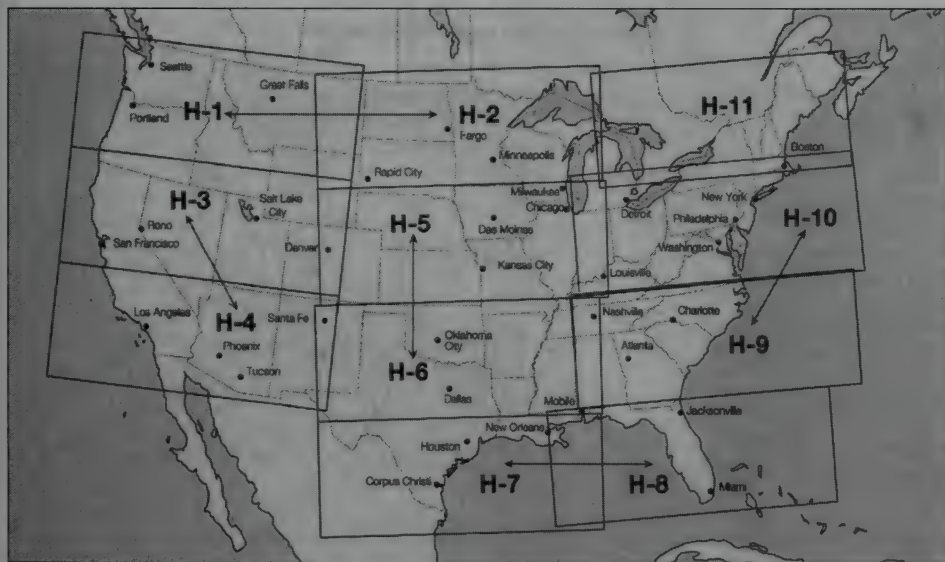 Seattle
Great Falls
Portland
H-1
H-2
Fargo
Minneapolis
Rapid City
H-11
Boston
H-3
Salt Lake
City
Reno
San Francisco
Denver
H-5
Des Moines
Kansas City
Milwaukee
Chicago
Detroit
New York
Philadelphia
Washington
H-10
Louisville
Los Angeles
H-4
Santa Fe
Phoenix
Tucson
Oklahoma
City
H-6
Dallas
Nashville
Charlotte
Atlanta
H-9
Mobile
Jacksonville
New Orleans
Houston
Corpus Christi
H-7
H-8
Miami